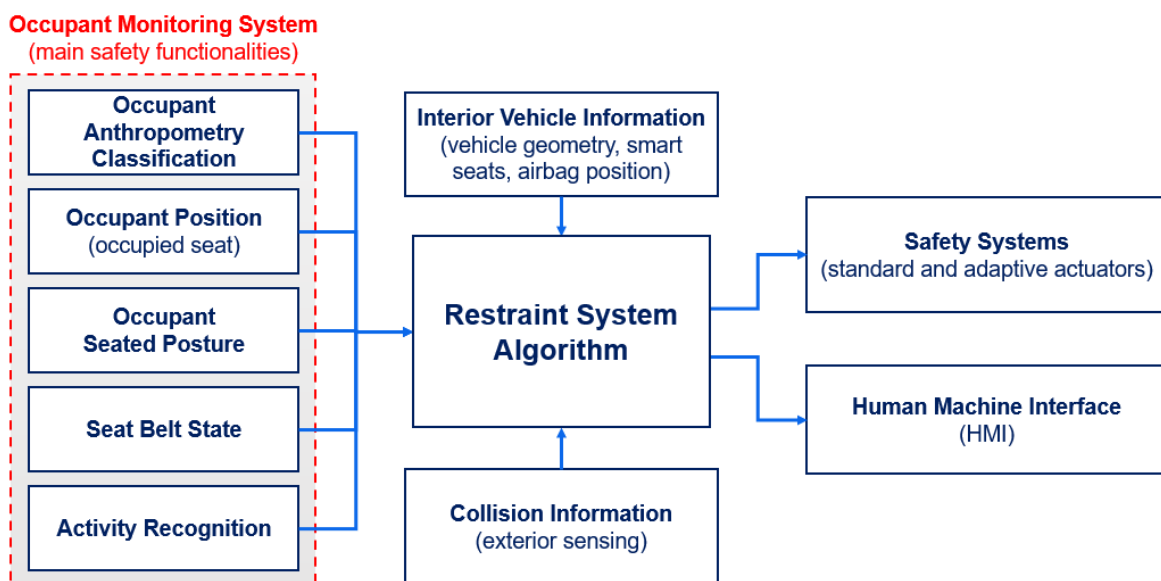 Occupant Monitoring System
(main safety functionalities)
Occupant
Anthropometry
Classification
Occupant Position
(occupied seat)
Occupant
Seated Posture
Seat Belt State
Activity Recognition
Interior Vehicle Information
(vehicle geometry, smart
seats, airbag position)
Restraint System
Algorithm
Collision Information
(exterior sensing)
Safety Systems
(standard and adaptive actuators)
Human Machine Interface
(HMI)